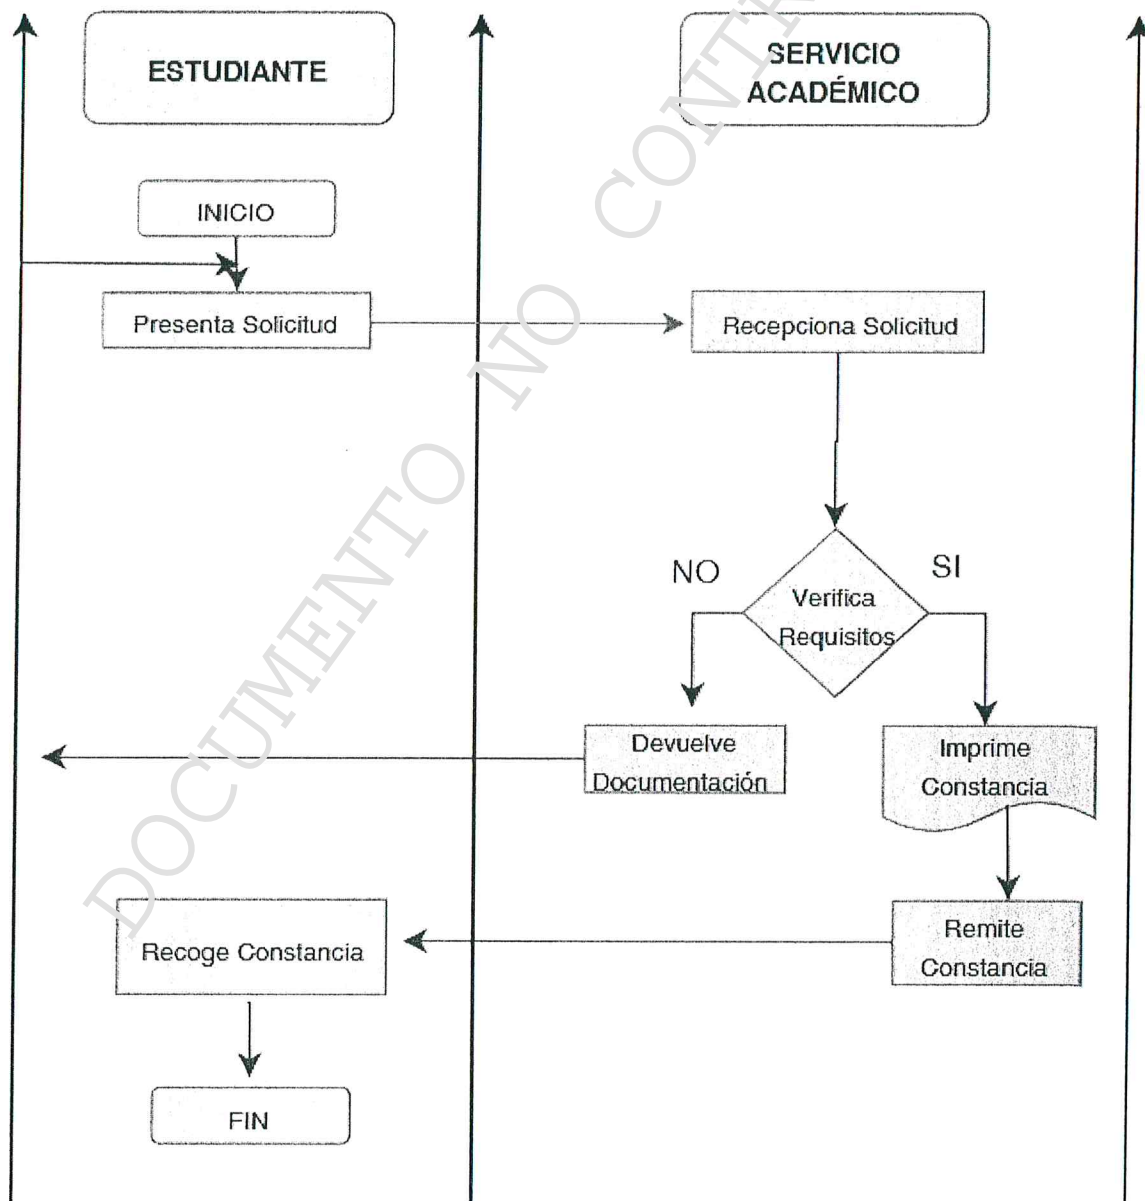 ESTUDIANTE
SERVICIO
ACADÉMICO
INICIO
Presenta Solicitud
Recepciona Solicitud
NO
SI
Verifica
Requisitos
Devuelve
Documentación
Imprime
Constancia
Recoge Constancia
Remite
Constancia
FIN
DOCUMENTO NO CONTR